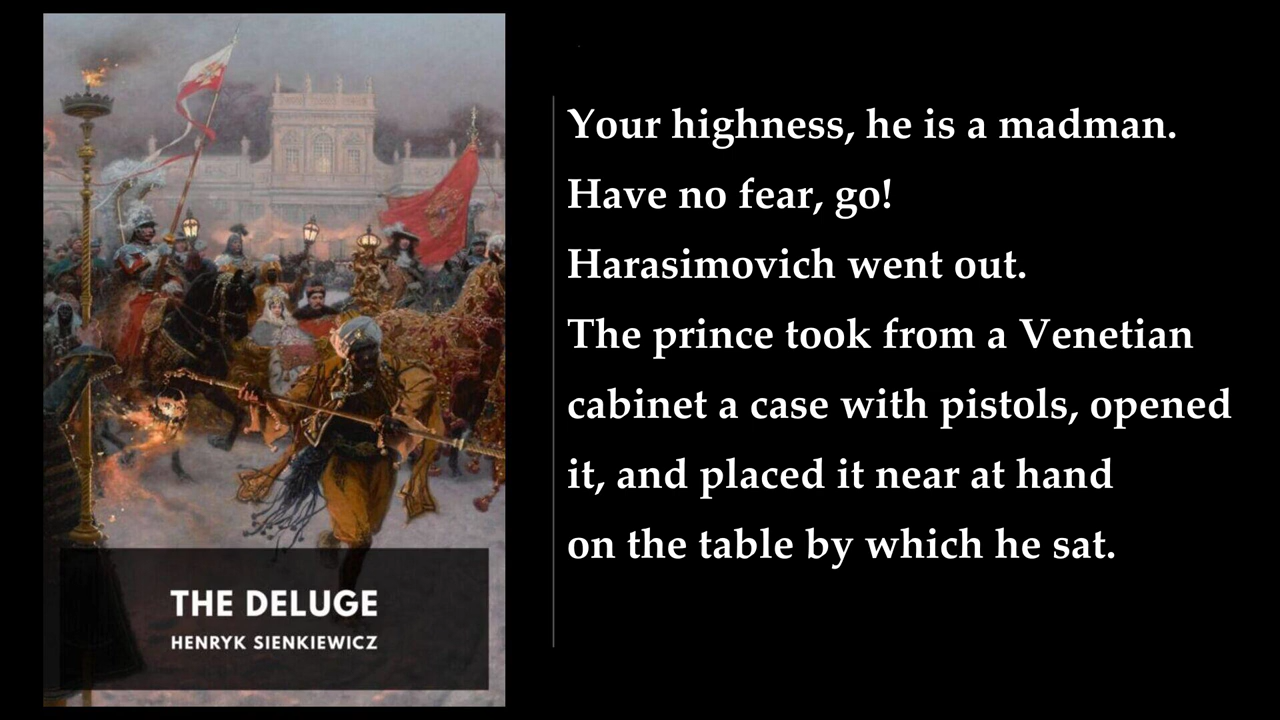 Your highness, he is a madman.
Have no fear, go!
Harasimovich went out.
The prince took from a Venetian
cabinet a case with pistols, opened
it, and placed it near at hand
on the table by which he sat.
THE DELUGE
HENRYK SIENKIEWICZ